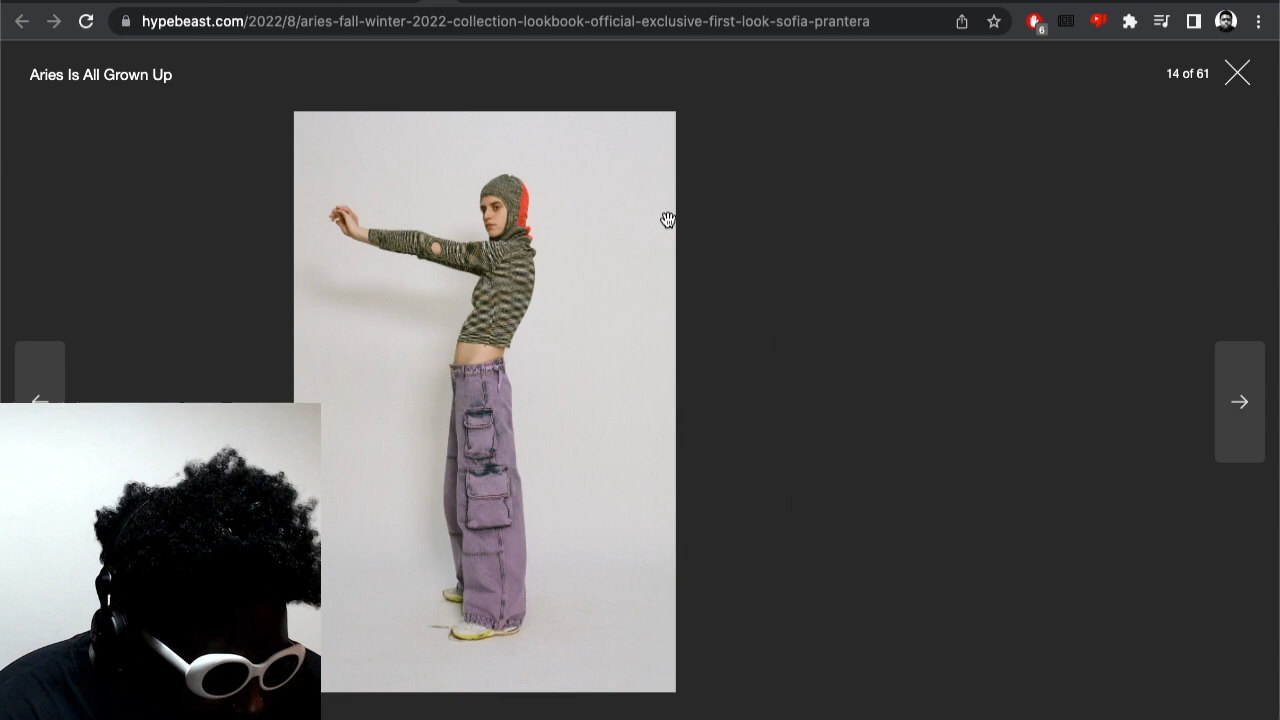 hypebeast.com/2022/8/aries-fall-winter-2022-collection-lookbook-official-exclusive-first-look-sofia-prantera
6
Aries Is All Grown Up
14 of 61